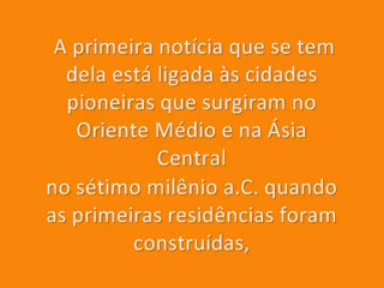 A primeira notícia que se tem
dela está ligada às cidades
pioneiras que surgiram no
Oriente Médio e na Ásia
Central
no sétimo milênio a.C. quando
as primeiras residências foram
construídas,